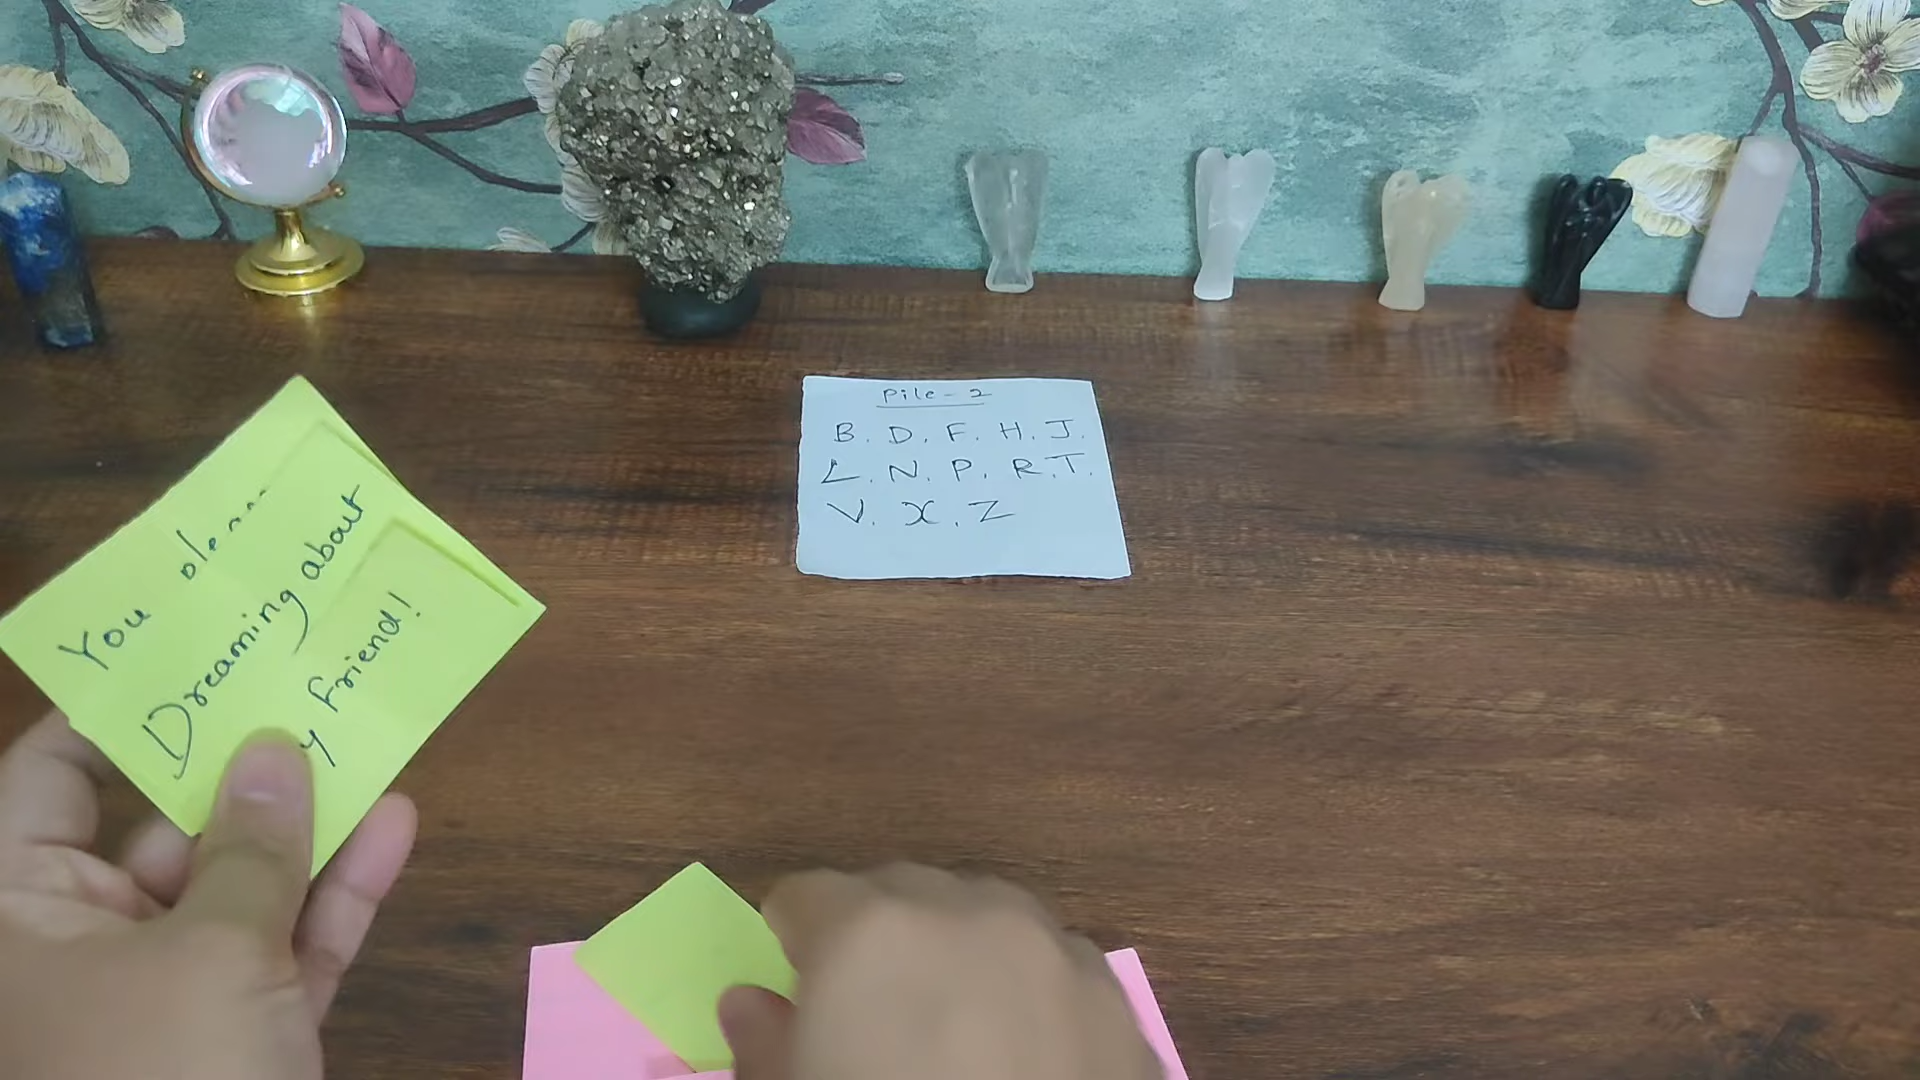 Pile - 2
B. D. F. H. J.
L. N. P. R. T.
V. X. Z
You
Dreaming about
friend!